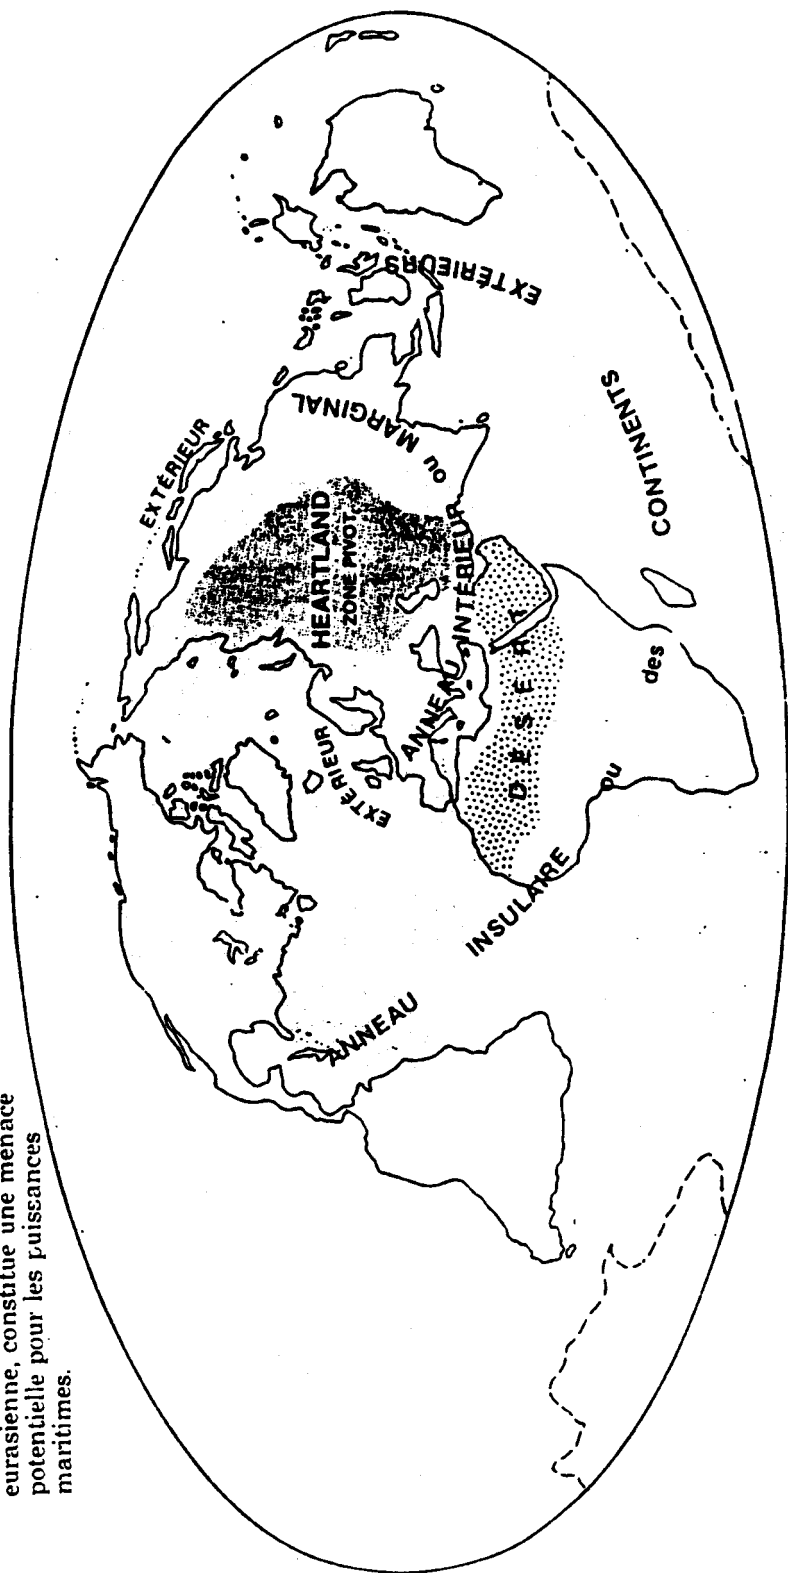 eurasienne, constitue une menace
potentielle pour les puissances
maritimes.
EXTÉRIEUR
HEARTLAND
ZONE PIVOT
ANNEAU INTÉRIEUR ou MARGINAL
EXTÉRIEUR
DÉSERT
ANNEAU INSULAIRE ou des CONTINENTS EXTÉRIEURS